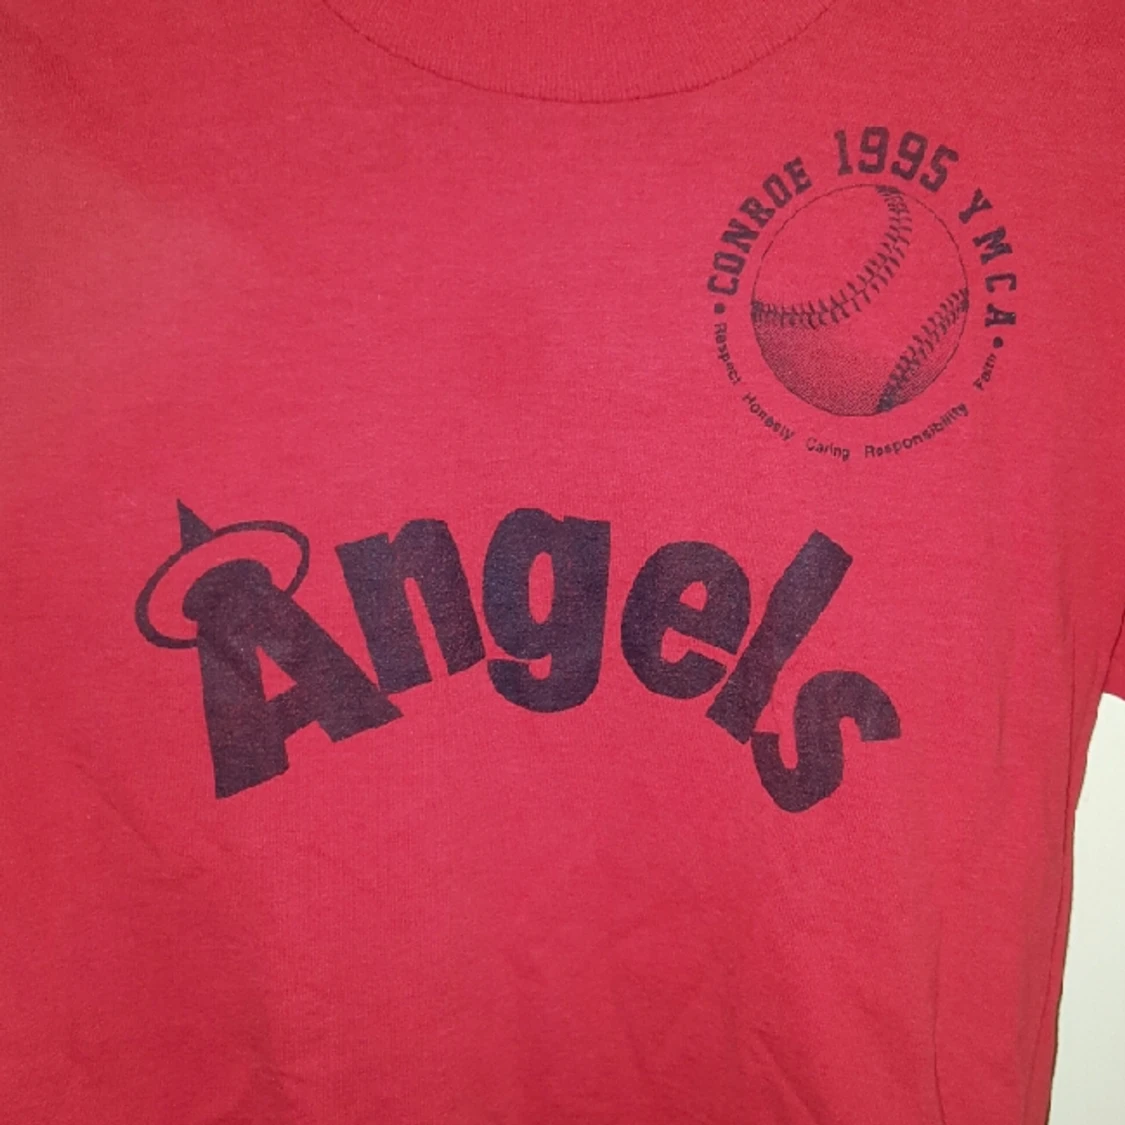 CONROE 1995 YMCA
Respect Honesty Caring Responsibility Faith
Angels